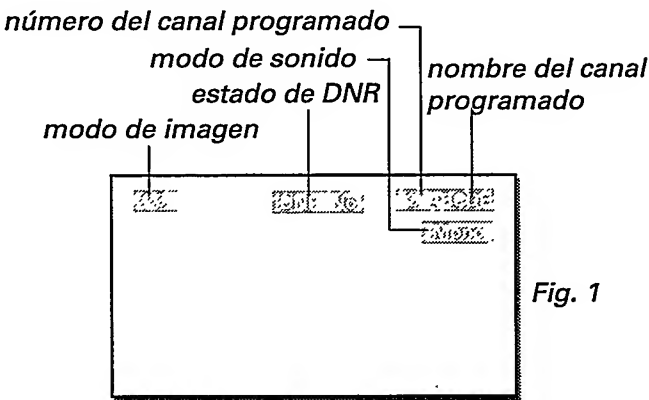 número del canal programado
modo de sonido
nombre del canal
programado
estado de DNR
modo de imagen
Mono
Fig. 1